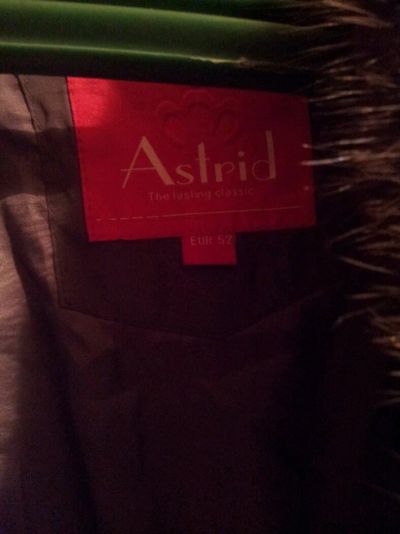 Astrid
The lasting classic
EUR 52